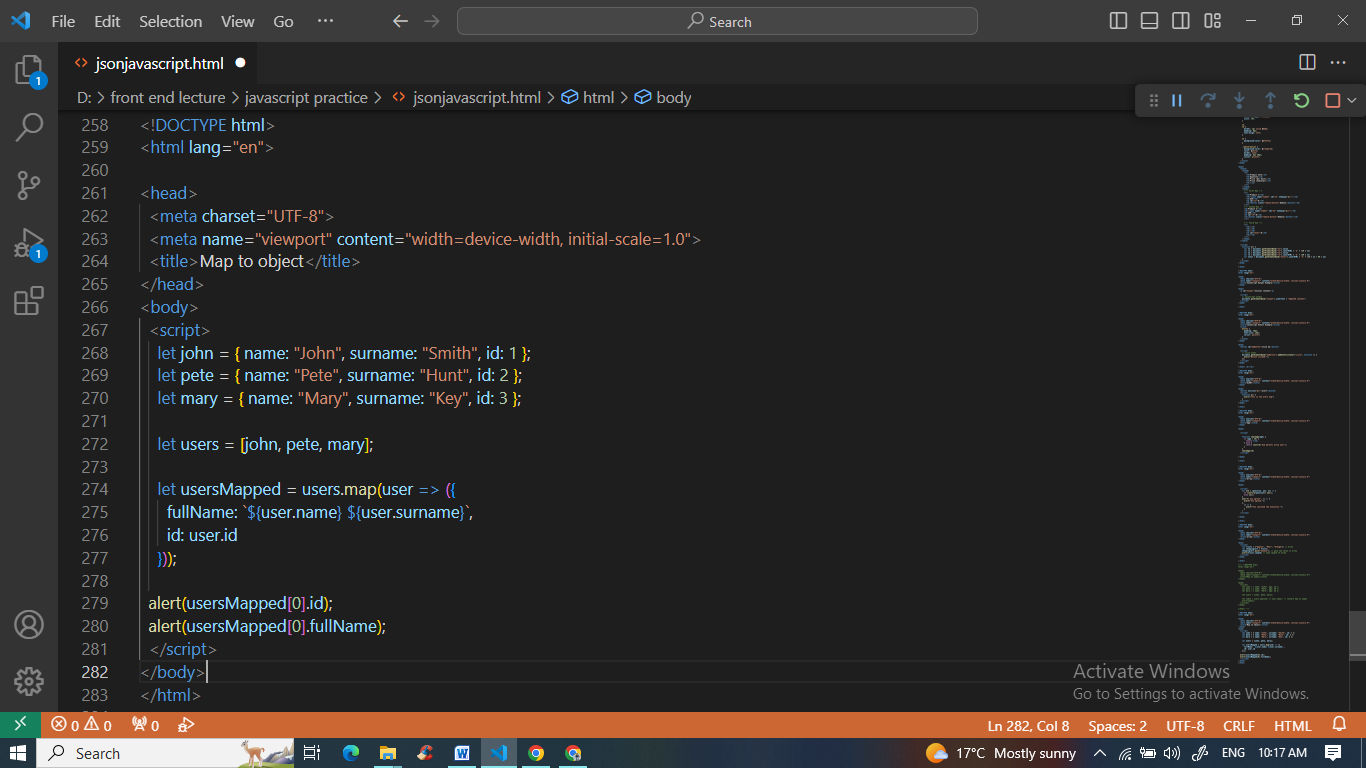 File Edit Selection View Go ··· Search
jsonjavascript.html
D: > front end lecture > javascript practice > jsonjavascript.html > html > body
258 <!DOCTYPE html>
259 <html lang="en">
260
261 <head>
262 <meta charset="UTF-8">
263 <meta name="viewport" content="width=device-width, initial-scale=1.0">
264 <title>Map to object</title>
265 </head>
266 <body>
267 <script>
268 let john = { name: "John", surname: "Smith", id: 1 };
269 let pete = { name: "Pete", surname: "Hunt", id: 2 };
270 let mary = { name: "Mary", surname: "Key", id: 3 };
271
272 let users = [john, pete, mary];
273
274 let usersMapped = users.map(user => ({
275 fullName: `${user.name} ${user.surname}`,
276 id: user.id
277 }));
278
279 alert(usersMapped[0].id);
280 alert(usersMapped[0].fullName);
281 </script>
282 </body>
283 </html>
1
1
Activate Windows
Go to Settings to activate Windows.
0 0 0 Ln 282, Col 8 Spaces: 2 UTF-8 CRLF HTML
Search 17°C Mostly sunny ENG 10:17 AM